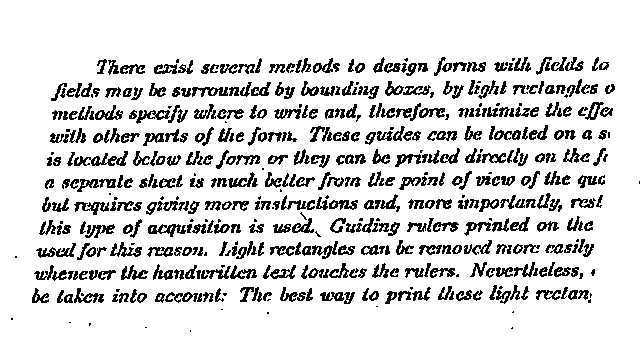 There exist several methods to design forms with fields to
fields may be surrounded by bounding boxes, by light rectangles o
methods specify where to write and, therefore, minimize the effe
with other parts of the form. These guides can be located on a s
is located below the form or they can be printed directly on the f
a separate sheet is much better from the point of view of the qua
but requires giving more instructions and, more importantly, rest
this type of acquisition is used. Guiding rulers printed on the
used for this reason. Light rectangles can be removed more easily
whenever the handwritten text touches the rulers. Nevertheless,
be taken into account: The best way to print these light rectan